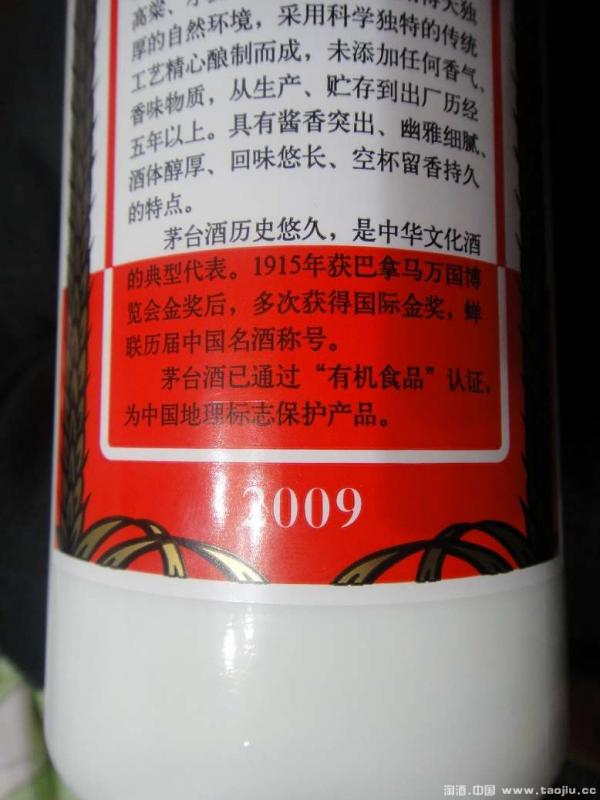 厚的自然环境，采用科学独特的传统
工艺精心酿制而成，未添加任何香气、
香味物质，从生产、贮存到出厂历经
五年以上。具有酱香突出、幽雅细腻、
酒体醇厚、回味悠长、空杯留香持久
的特点。
茅台酒历史悠久，是中华文化酒
的典型代表。1915年获巴拿马万国博
览会金奖后，多次获得国际金奖，蝉
联历届中国名酒称号。
茅台酒已通过“有机食品”认证，
为中国地理标志保护产品。
2009
淘酒.中国 www.taojiu.cc